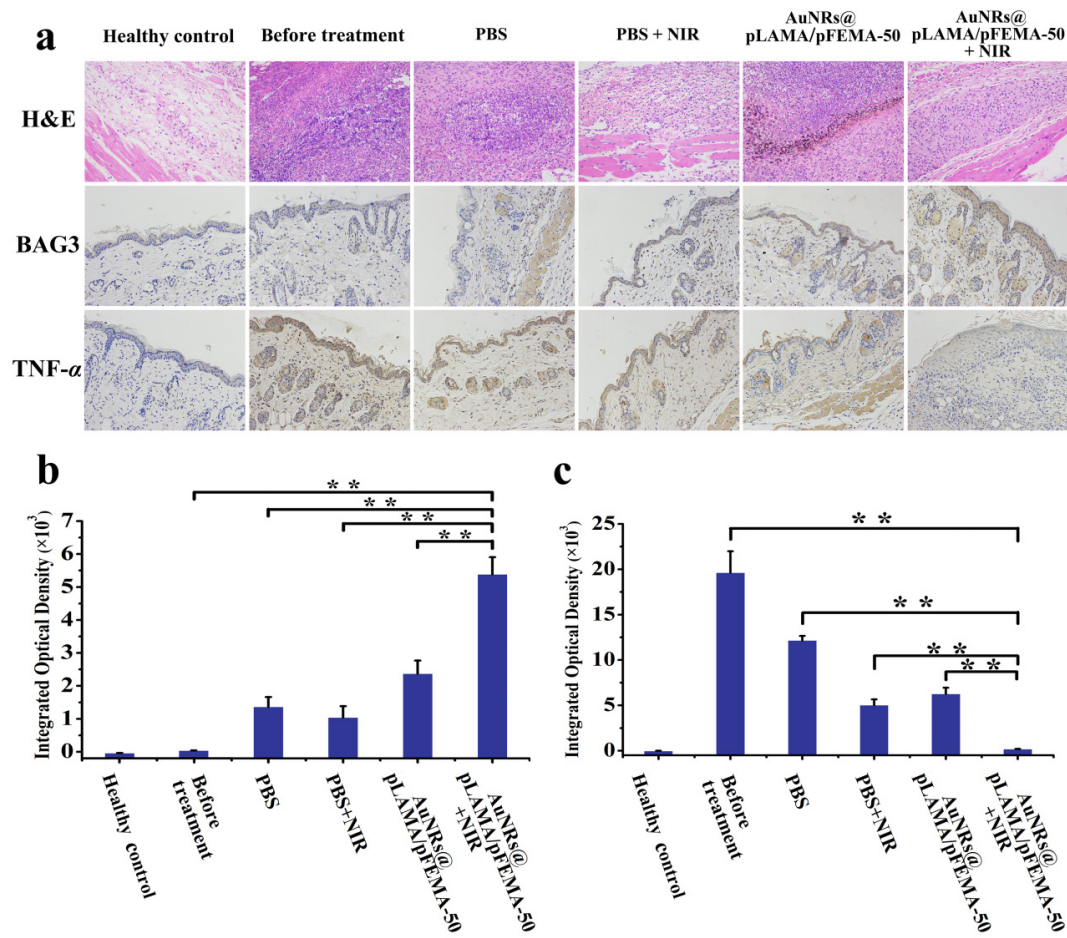 a
Healthy control
Before treatment
PBS
PBS + NIR
AuNRs@
pLAMA/pFEMA-50
AuNRs@
pLAMA/pFEMA-50
+ NIR
H&E
BAG3
TNF-α
b
Integrated Optical Density (×10³)
7
6
5
4
3
2
1
0
* *
* *
* *
* *
Healthy control
Before
treatment
PBS
PBS+NIR
AuNRs@
pLAMA/pFEMA-50
AuNRs@
pLAMA/pFEMA-50
+NIR
c
Integrated Optical Density (×10³)
25
20
15
10
5
0
* *
* *
* *
* *
Healthy control
Before
treatment
PBS
PBS+NIR
AuNRs@
pLAMA/pFEMA-50
AuNRs@
pLAMA/pFEMA-50
+NIR